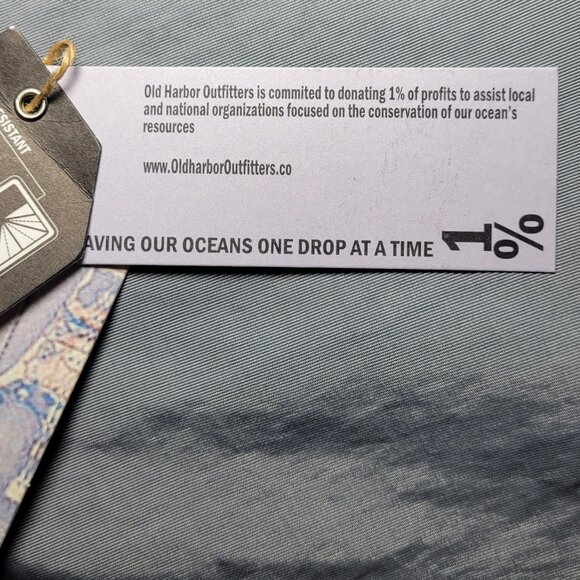 SISTANT
Old Harbor Outfitters is commited to donating 1% of profits to assist local
and national organizations focused on the conservation of our ocean's
resources
www.OldharborOutfitters.co
AVING OUR OCEANS ONE DROP AT A TIME
1%